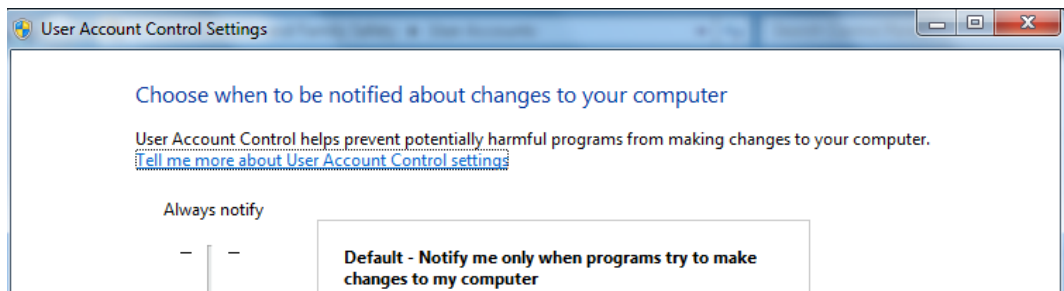 User Account Control Settings
Choose when to be notified about changes to your computer
User Account Control helps prevent potentially harmful programs from making changes to your computer.
Tell me more about User Account Control settings
Always notify
Default - Notify me only when programs try to make
changes to my computer